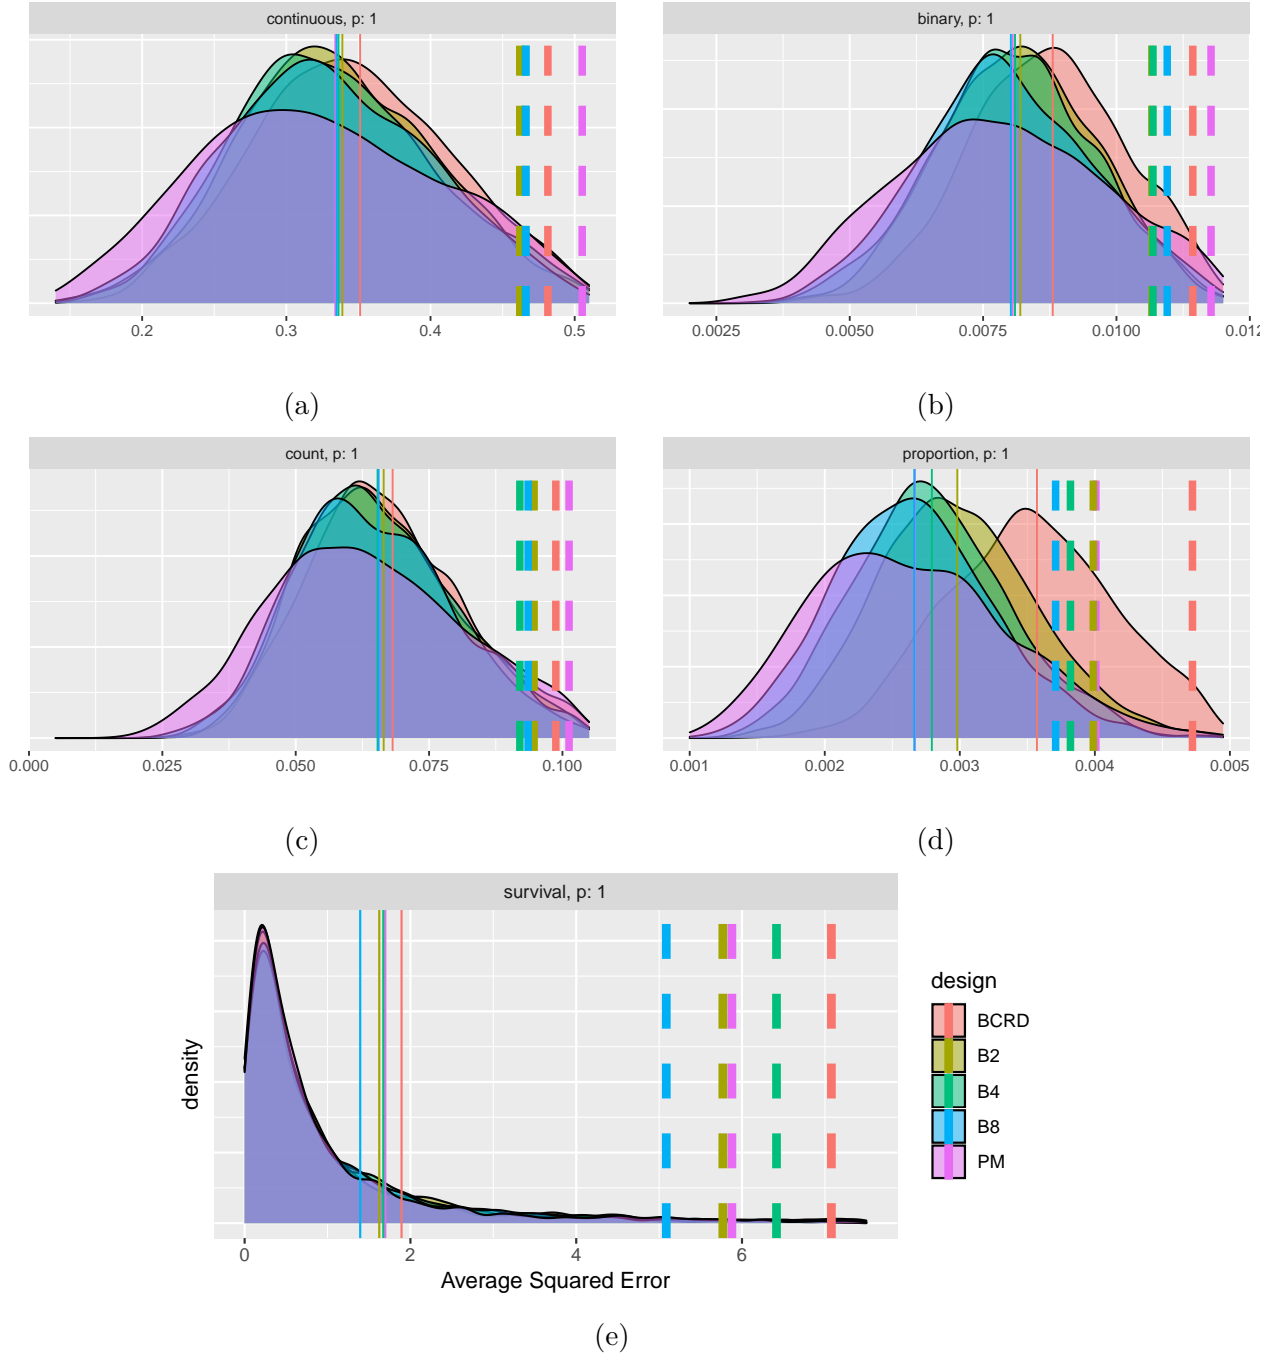 continuous, p: 1
binary, p: 1
0.2 0.3 0.4 0.5
0.0025 0.0050 0.0075 0.0100 0.012
(a)
(b)
count, p: 1
proportion, p: 1
0.000 0.025 0.050 0.075 0.100
0.001 0.002 0.003 0.004 0.005
(c)
(d)
survival, p: 1
density
0 2 4 6
Average Squared Error
design
BCRD
B2
B4
B8
PM
(e)